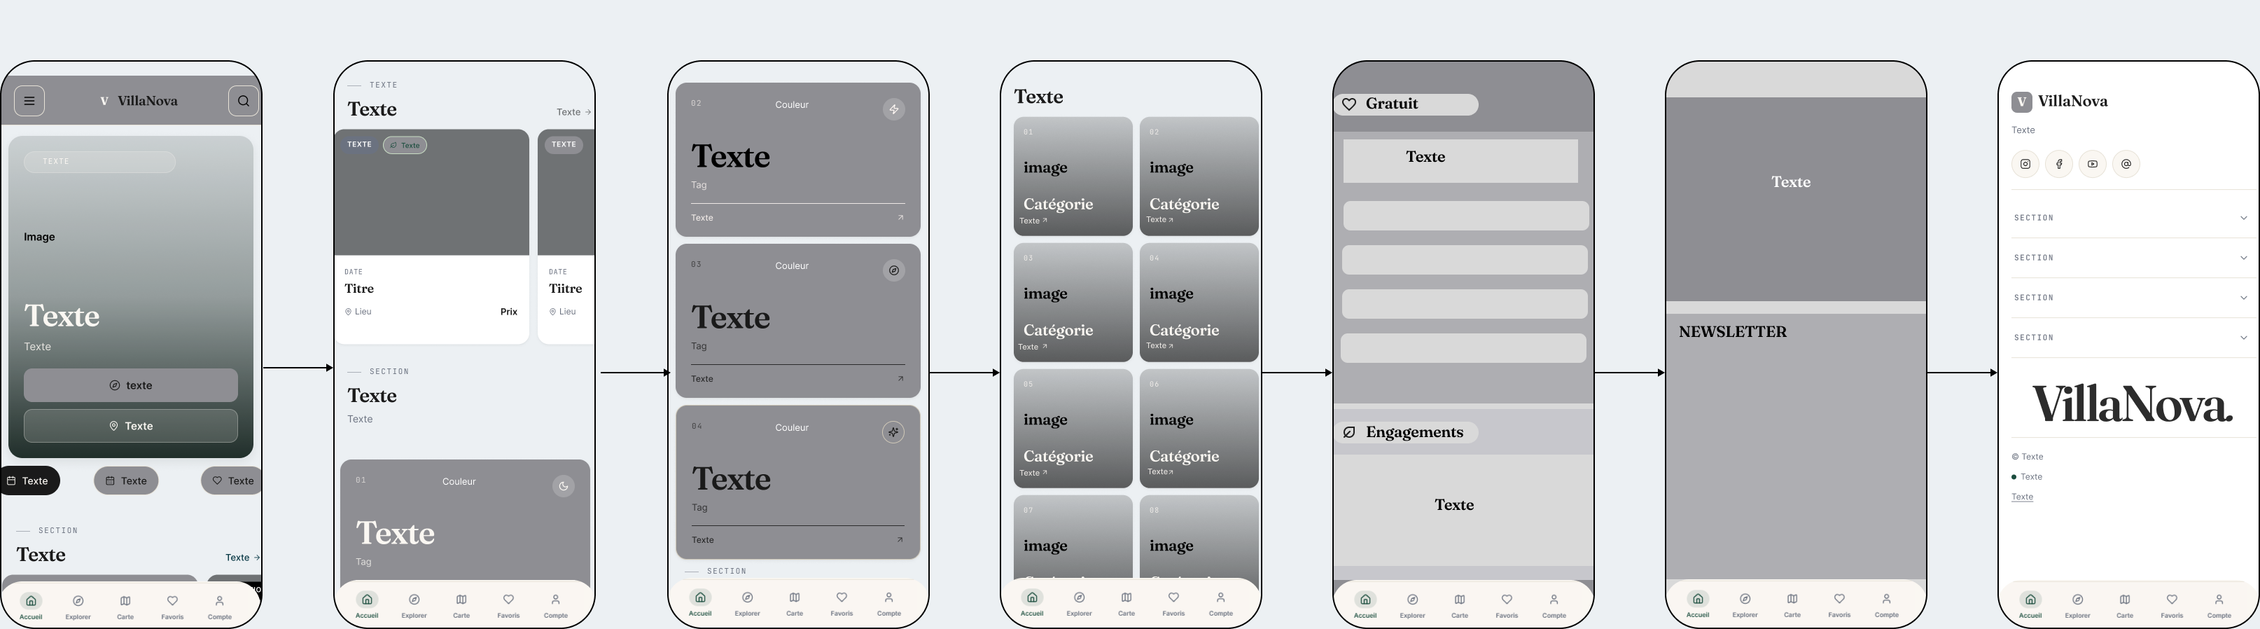 V VillaNova
TEXTE
Image
Texte
Texte
texte
Texte
Texte
Texte
Texte
SECTION
Texte
Texte →
Accueil
Explorer
Carte
Favoris
Compte
TEXTE
Texte
Texte →
TEXTE
Texte
TEXTE
DATE
Titre
Lieu
Prix
DATE
Tiitre
Lieu
SECTION
Texte
Texte
01
Couleur
Texte
Tag
Accueil
Explorer
Carte
Favoris
Compte
02
Couleur
Texte
Tag
Texte
03
Couleur
Texte
Tag
Texte
04
Couleur
Texte
Tag
Texte
SECTION
Accueil
Explorer
Carte
Favoris
Compte
Texte
01
image
Catégorie
Texte
02
image
Catégorie
Texte
03
image
Catégorie
Texte
04
image
Catégorie
Texte
05
image
Catégorie
Texte
06
image
Catégorie
Texte
07
image
08
image
Accueil
Explorer
Carte
Favoris
Compte
Gratuit
Texte
Engagements
Texte
Accueil
Explorer
Carte
Favoris
Compte
Texte
NEWSLETTER
Accueil
Explorer
Carte
Favoris
Compte
V VillaNova
Texte
SECTION
SECTION
SECTION
SECTION
VillaNova.
© Texte
Texte
Texte
Accueil
Explorer
Carte
Favoris
Compte